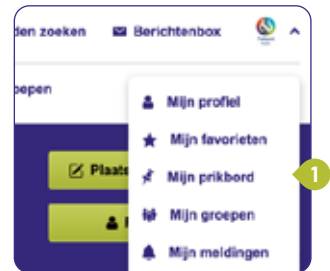 den zoeken Berichtenbox
oepen
Mijn profiel
Mijn favorieten
Plaats
Mijn prikbord
1
Mijn groepen
Mijn meldingen